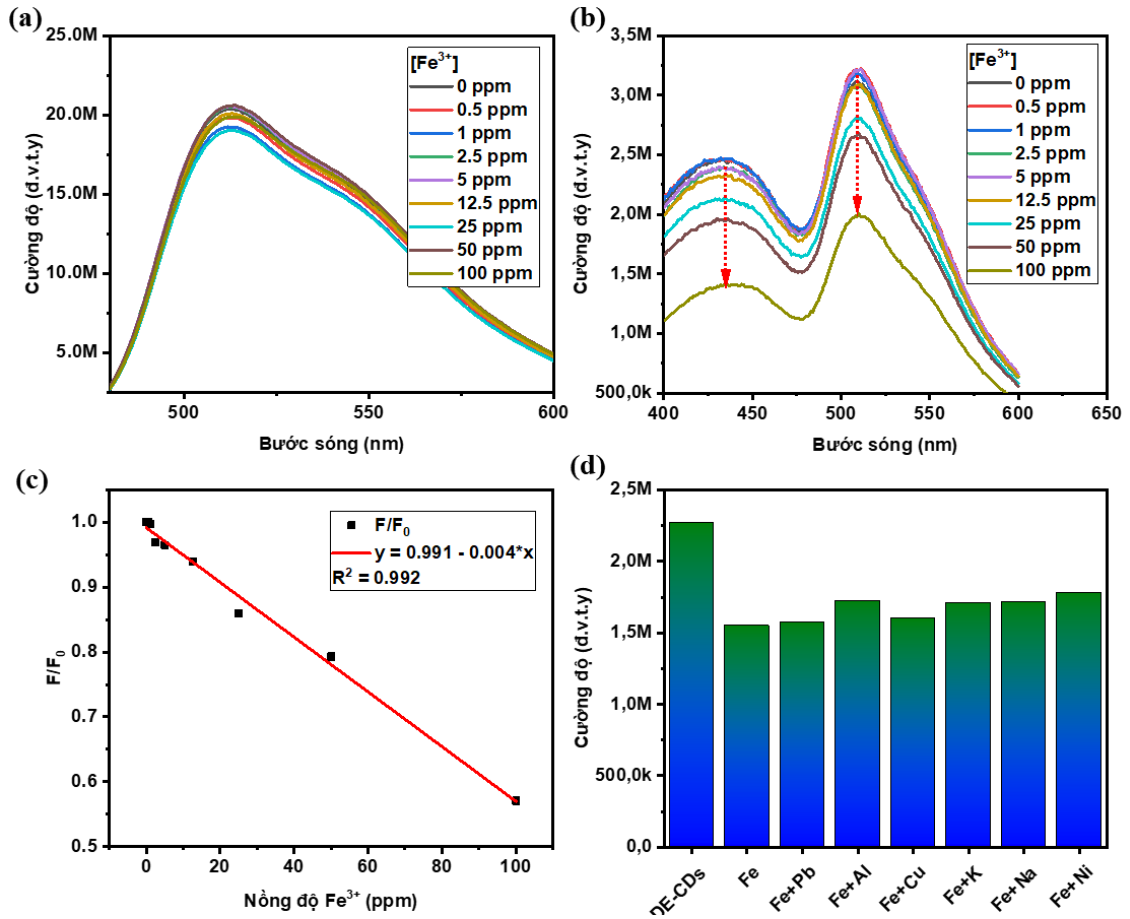 (a)
25.0M
20.0M
15.0M
10.0M
5.0M
Cường độ (d.v.t.y)
500
550
600
Bước sóng (nm)
[Fe³⁺]
0 ppm
0.5 ppm
1 ppm
2.5 ppm
5 ppm
12.5 ppm
25 ppm
50 ppm
100 ppm
(b)
3,5M
3,0M
2,5M
2,0M
1,5M
1,0M
500,0k
Cường độ (d.v.t.y)
400
450
500
550
600
650
Bước sóng (nm)
[Fe³⁺]
0 ppm
0.5 ppm
1 ppm
2.5 ppm
5 ppm
12.5 ppm
25 ppm
50 ppm
100 ppm
(c)
1.0
0.9
0.8
0.7
0.6
0.5
F/F₀
0
20
40
60
80
100
Nồng độ Fe³⁺ (ppm)
F/F₀
y = 0.991 - 0.004*x
R² = 0.992
(d)
2,5M
2,0M
1,5M
1,0M
500,0k
0,0
Cường độ (d.v.t.y)
DE-CDs
Fe
Fe+Pb
Fe+Al
Fe+Cu
Fe+K
Fe+Na
Fe+Ni